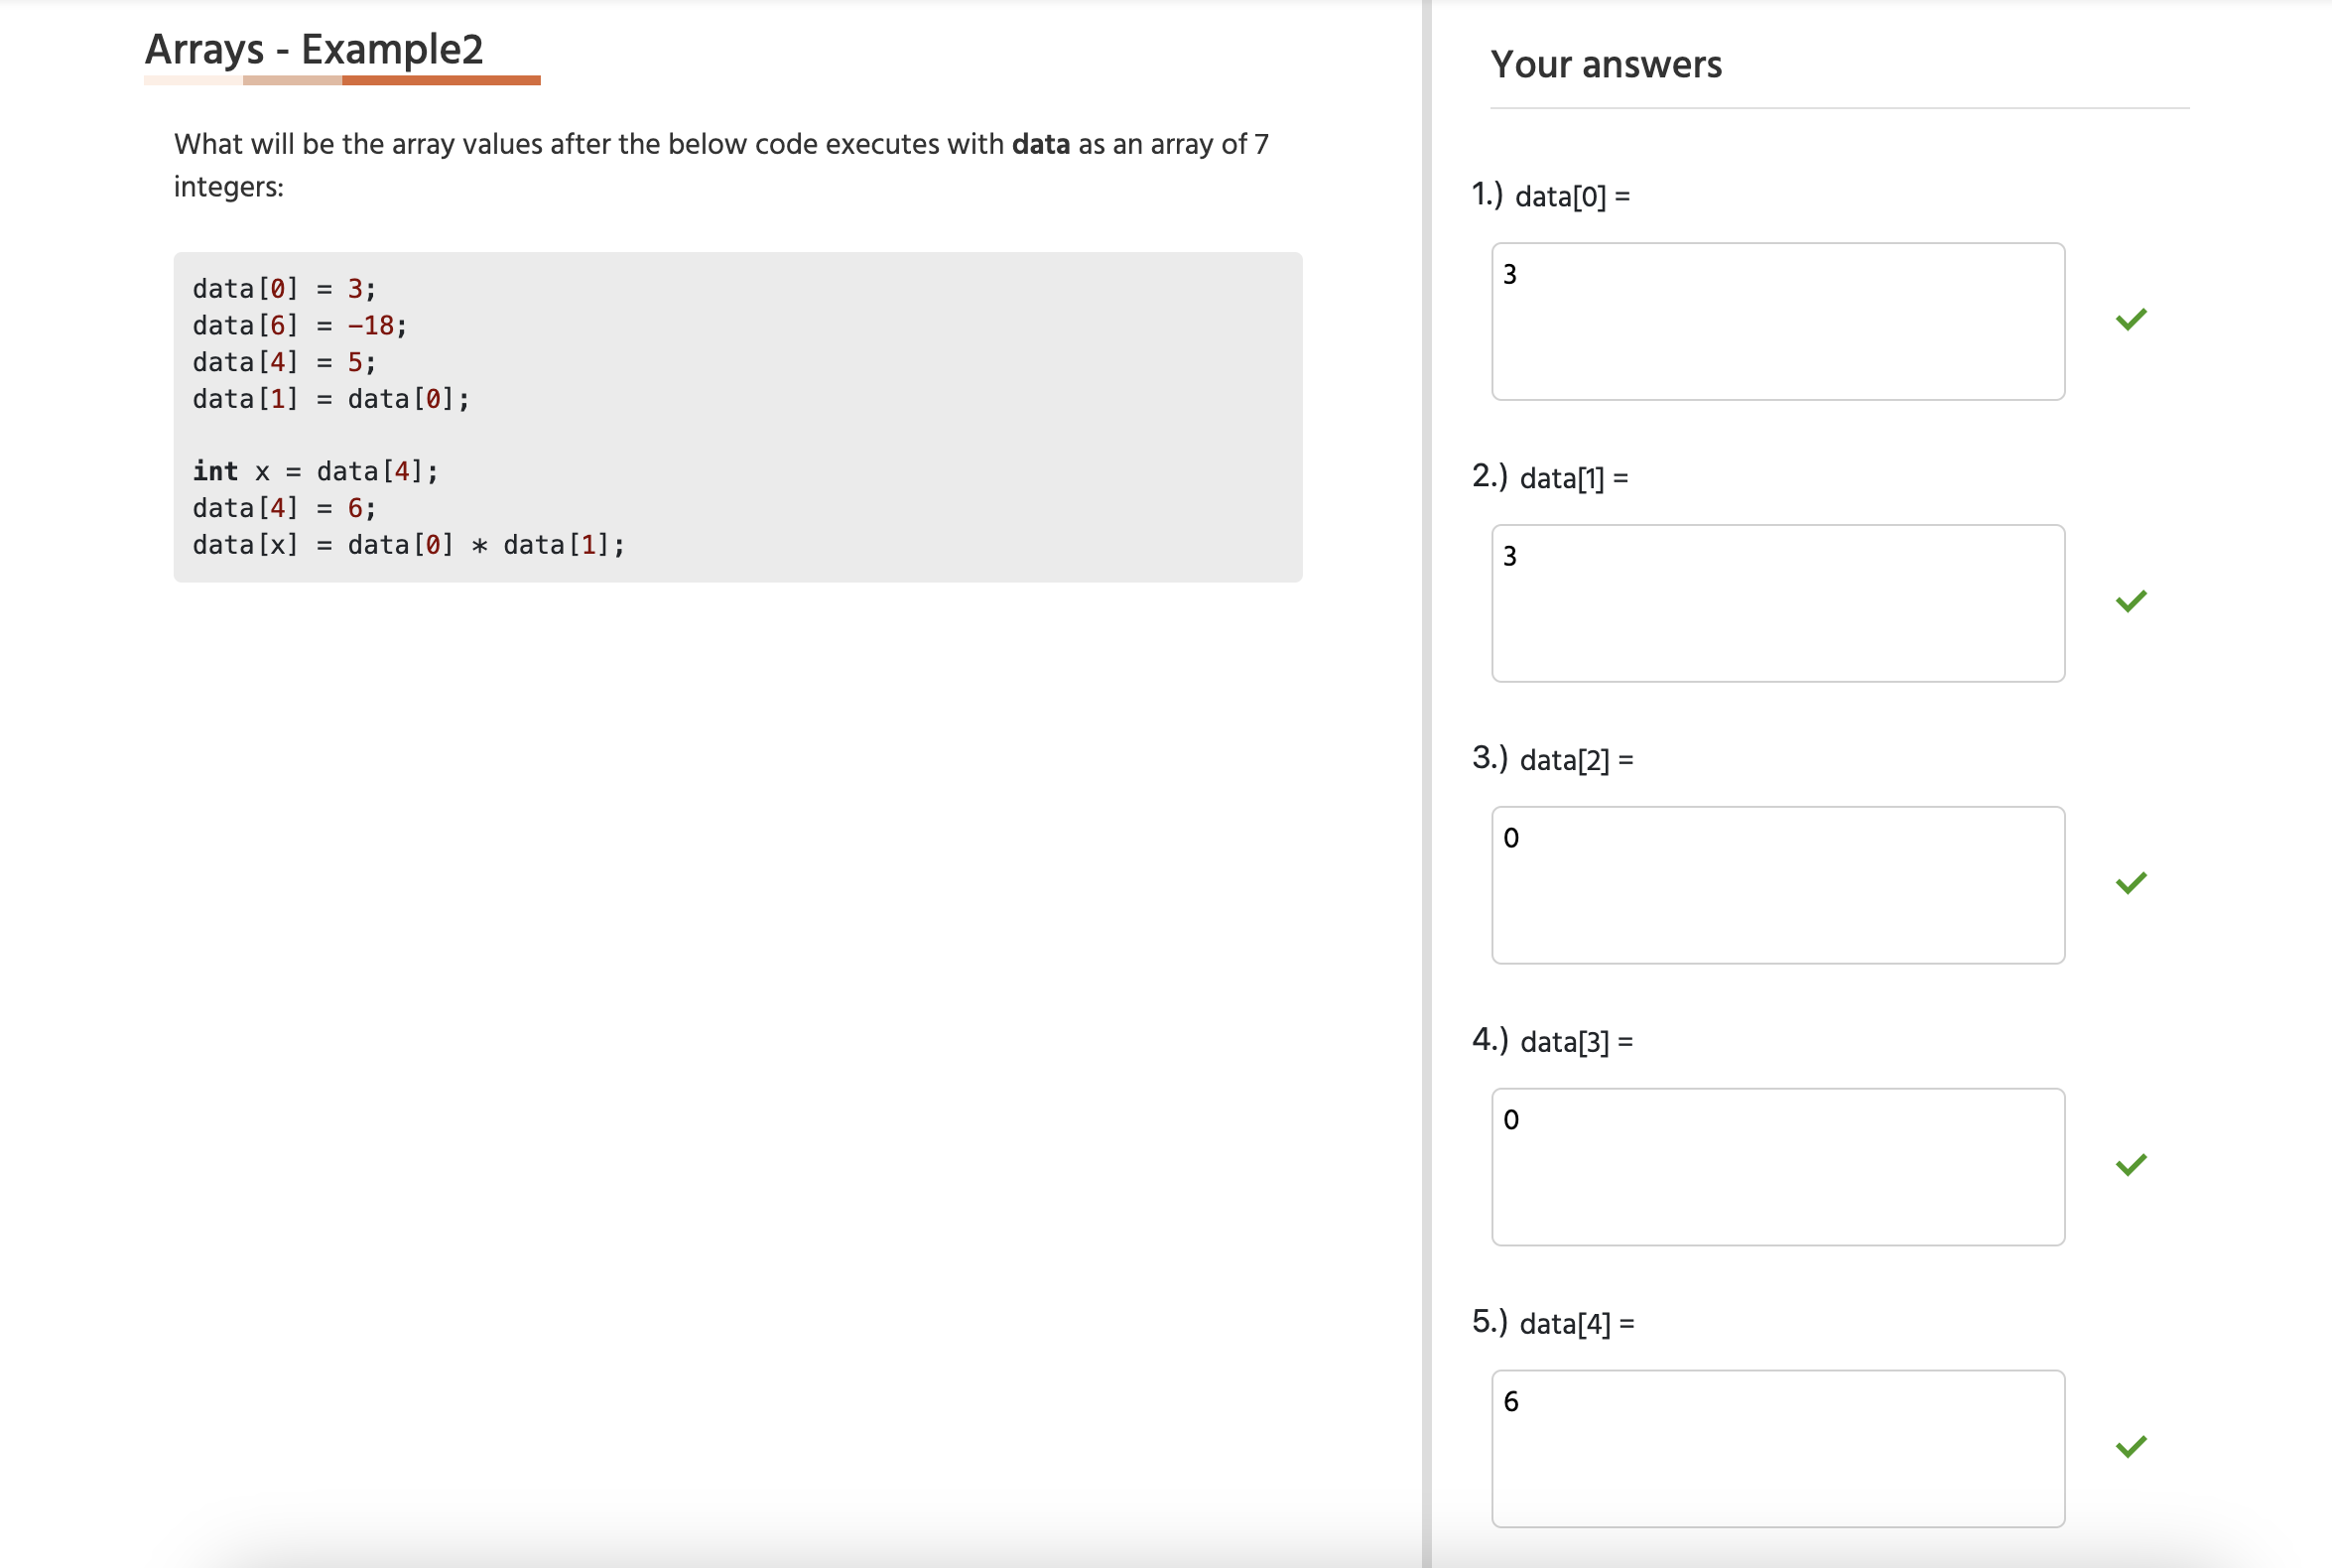 Arrays - Example2
What will be the array values after the below code executes with data as an array of 7
integers:
data[0] = 3;
data[6] = -18;
data[4] = 5;
data[1] = data[0];
int x = data[4];
data[4] = 6;
data[x] = data[0] * data[1];
Your answers
1.) data[0] =
3
2.) data[1] =
3
3.) data[2] =
0
4.) data[3] =
0
5.) data[4] =
6